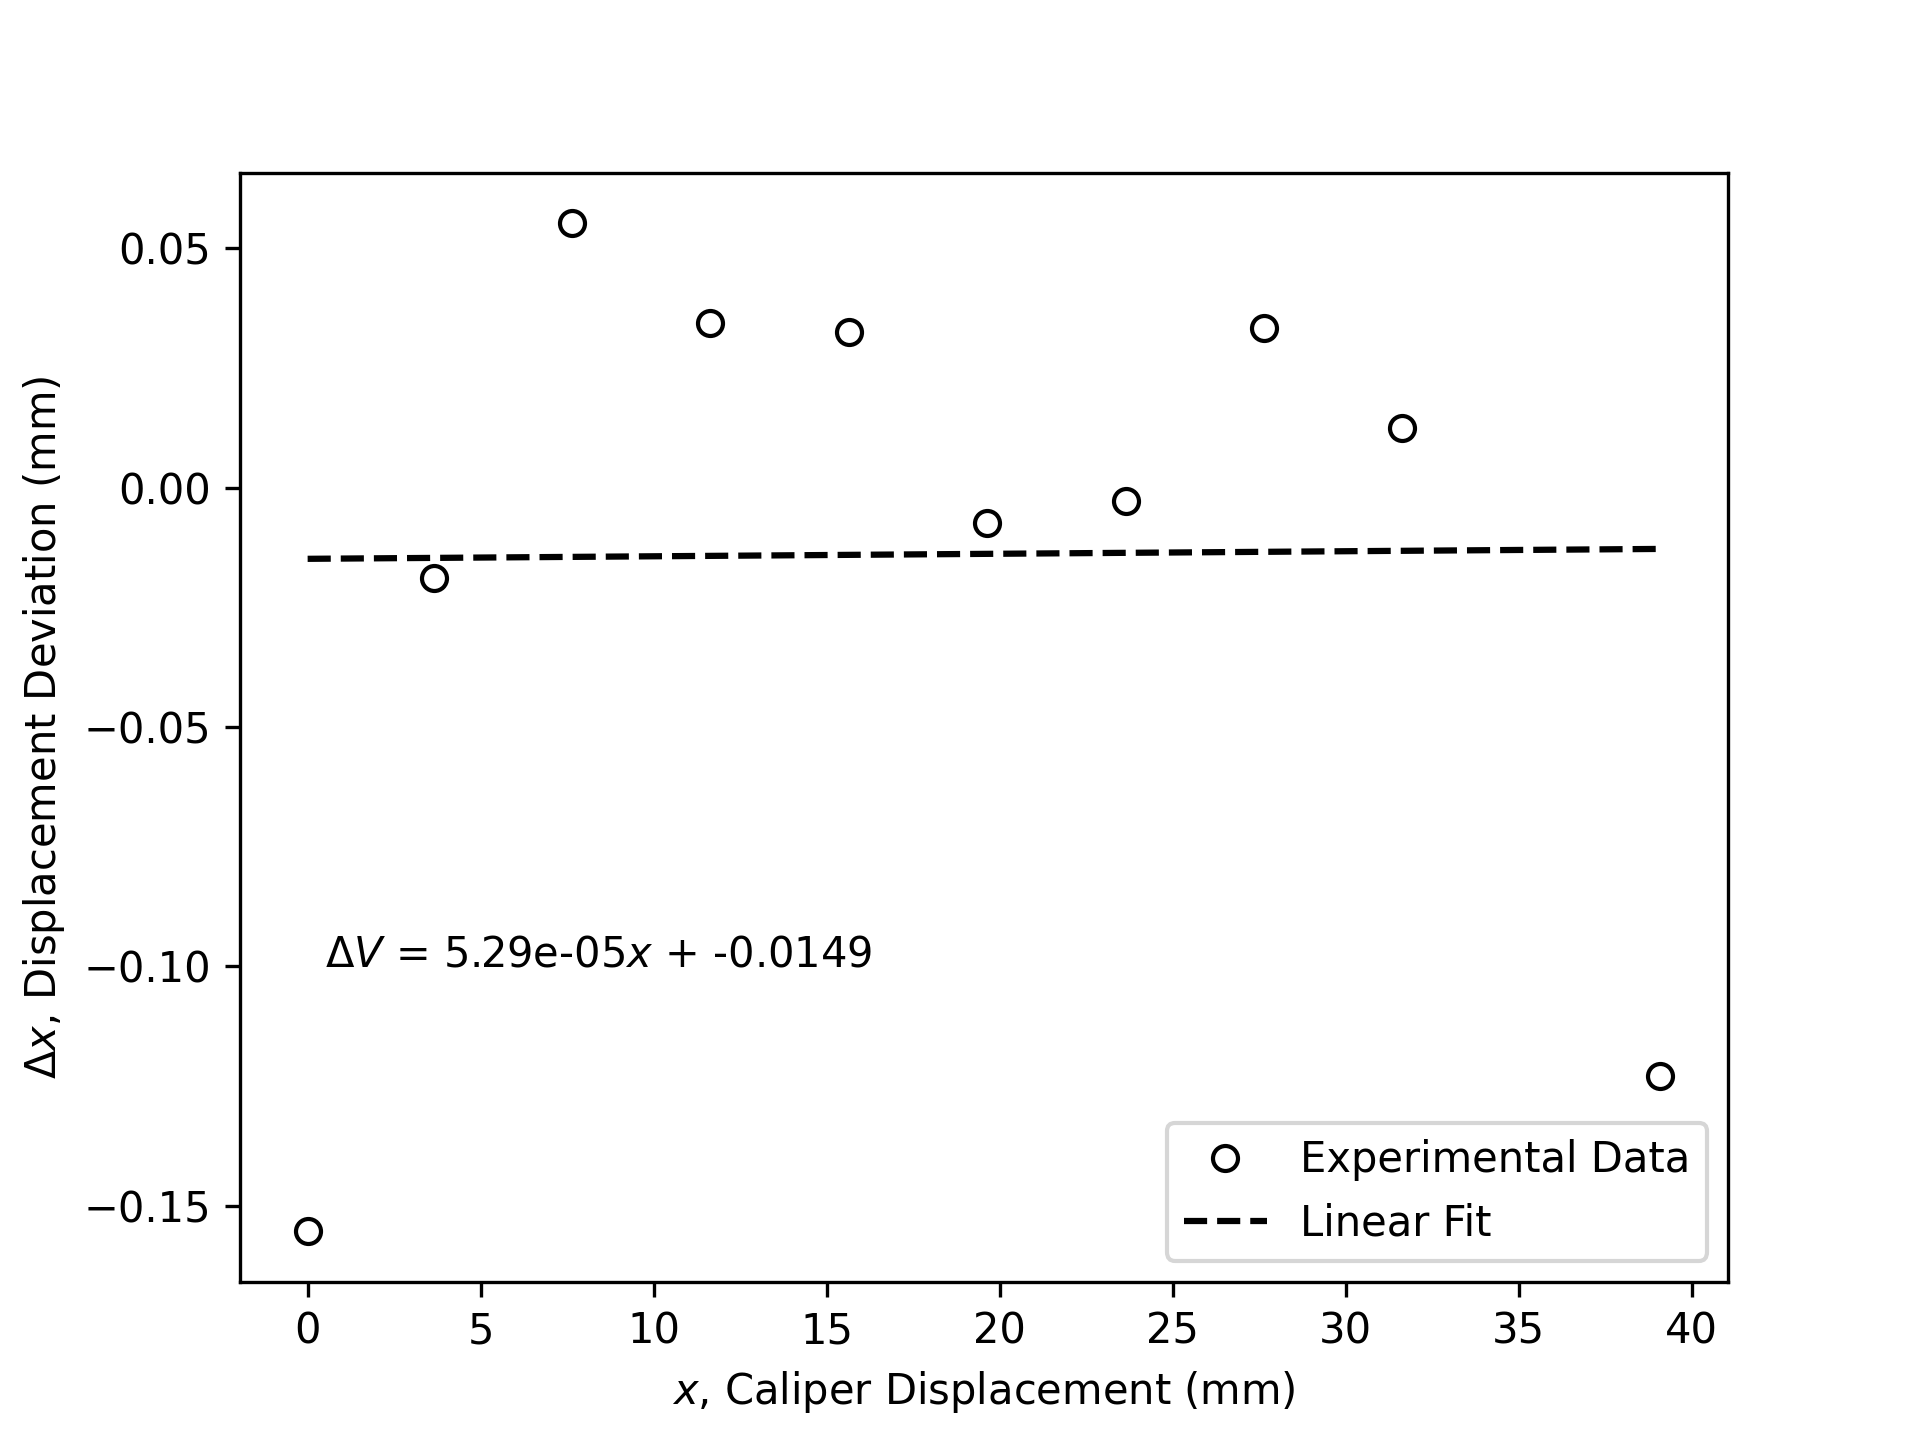 0.05
0.00
−0.05
−0.10
−0.15
Δx, Displacement Deviation (mm)
ΔV = 5.29e-05x + -0.0149
Experimental Data
Linear Fit
0 5 10 15 20 25 30 35 40
x, Caliper Displacement (mm)